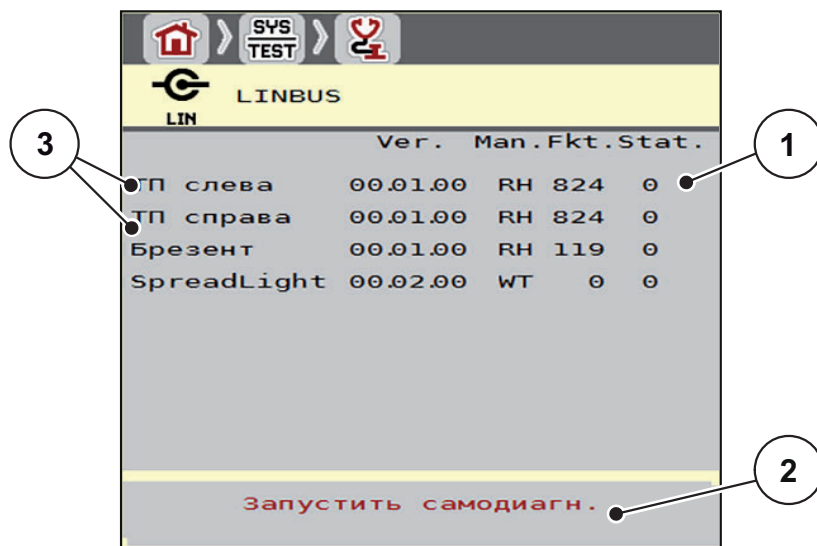 SYS
TEST
LIN
LINBUS
Ver. Man.Fkt.Stat.
ТП слева 00.01.00 RH 824 0
ТП справа 00.01.00 RH 824 0
Брезент 00.01.00 RH 119 0
SpreadLight 00.02.00 WT 0 0
Запустить самодиагн.
3
1
2